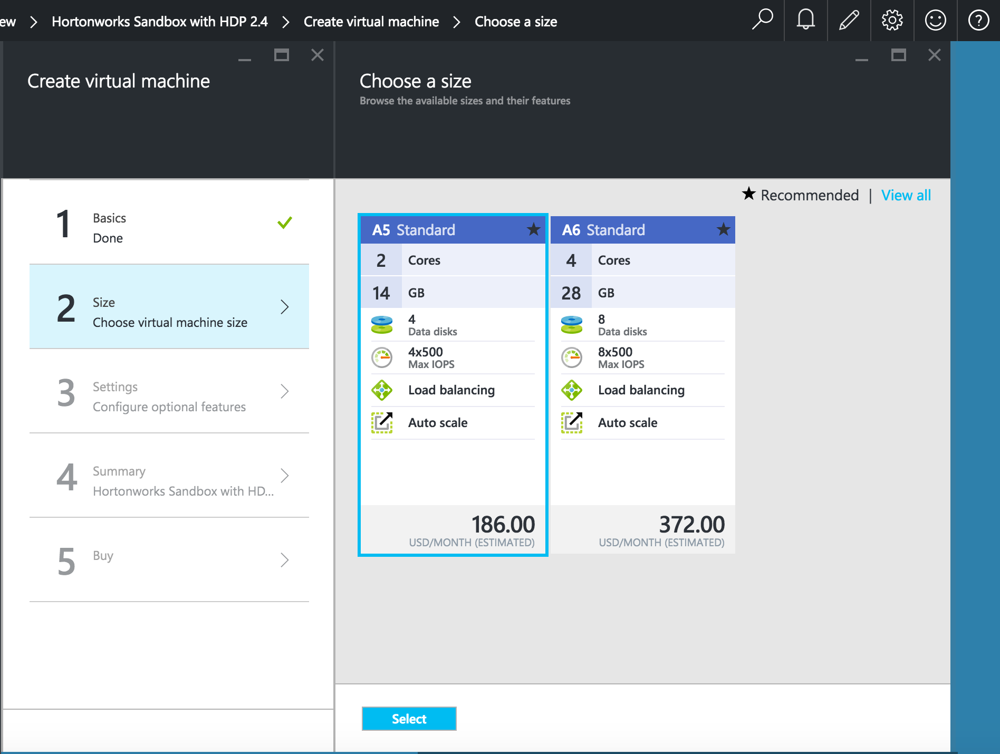 ew > Hortonworks Sandbox with HDP 2.4 > Create virtual machine > Choose a size
Create virtual machine
1 Basics
Done
2 Size
Choose virtual machine size
3 Settings
Configure optional features
4 Summary
Hortonworks Sandbox with HD...
5 Buy
Choose a size
Browse the available sizes and their features
★ Recommended | View all
A5 Standard ★
2 Cores
14 GB
4
Data disks
4x500
Max IOPS
Load balancing
Auto scale
186.00
USD/MONTH (ESTIMATED)
A6 Standard ★
4 Cores
28 GB
8
Data disks
8x500
Max IOPS
Load balancing
Auto scale
372.00
USD/MONTH (ESTIMATED)
Select